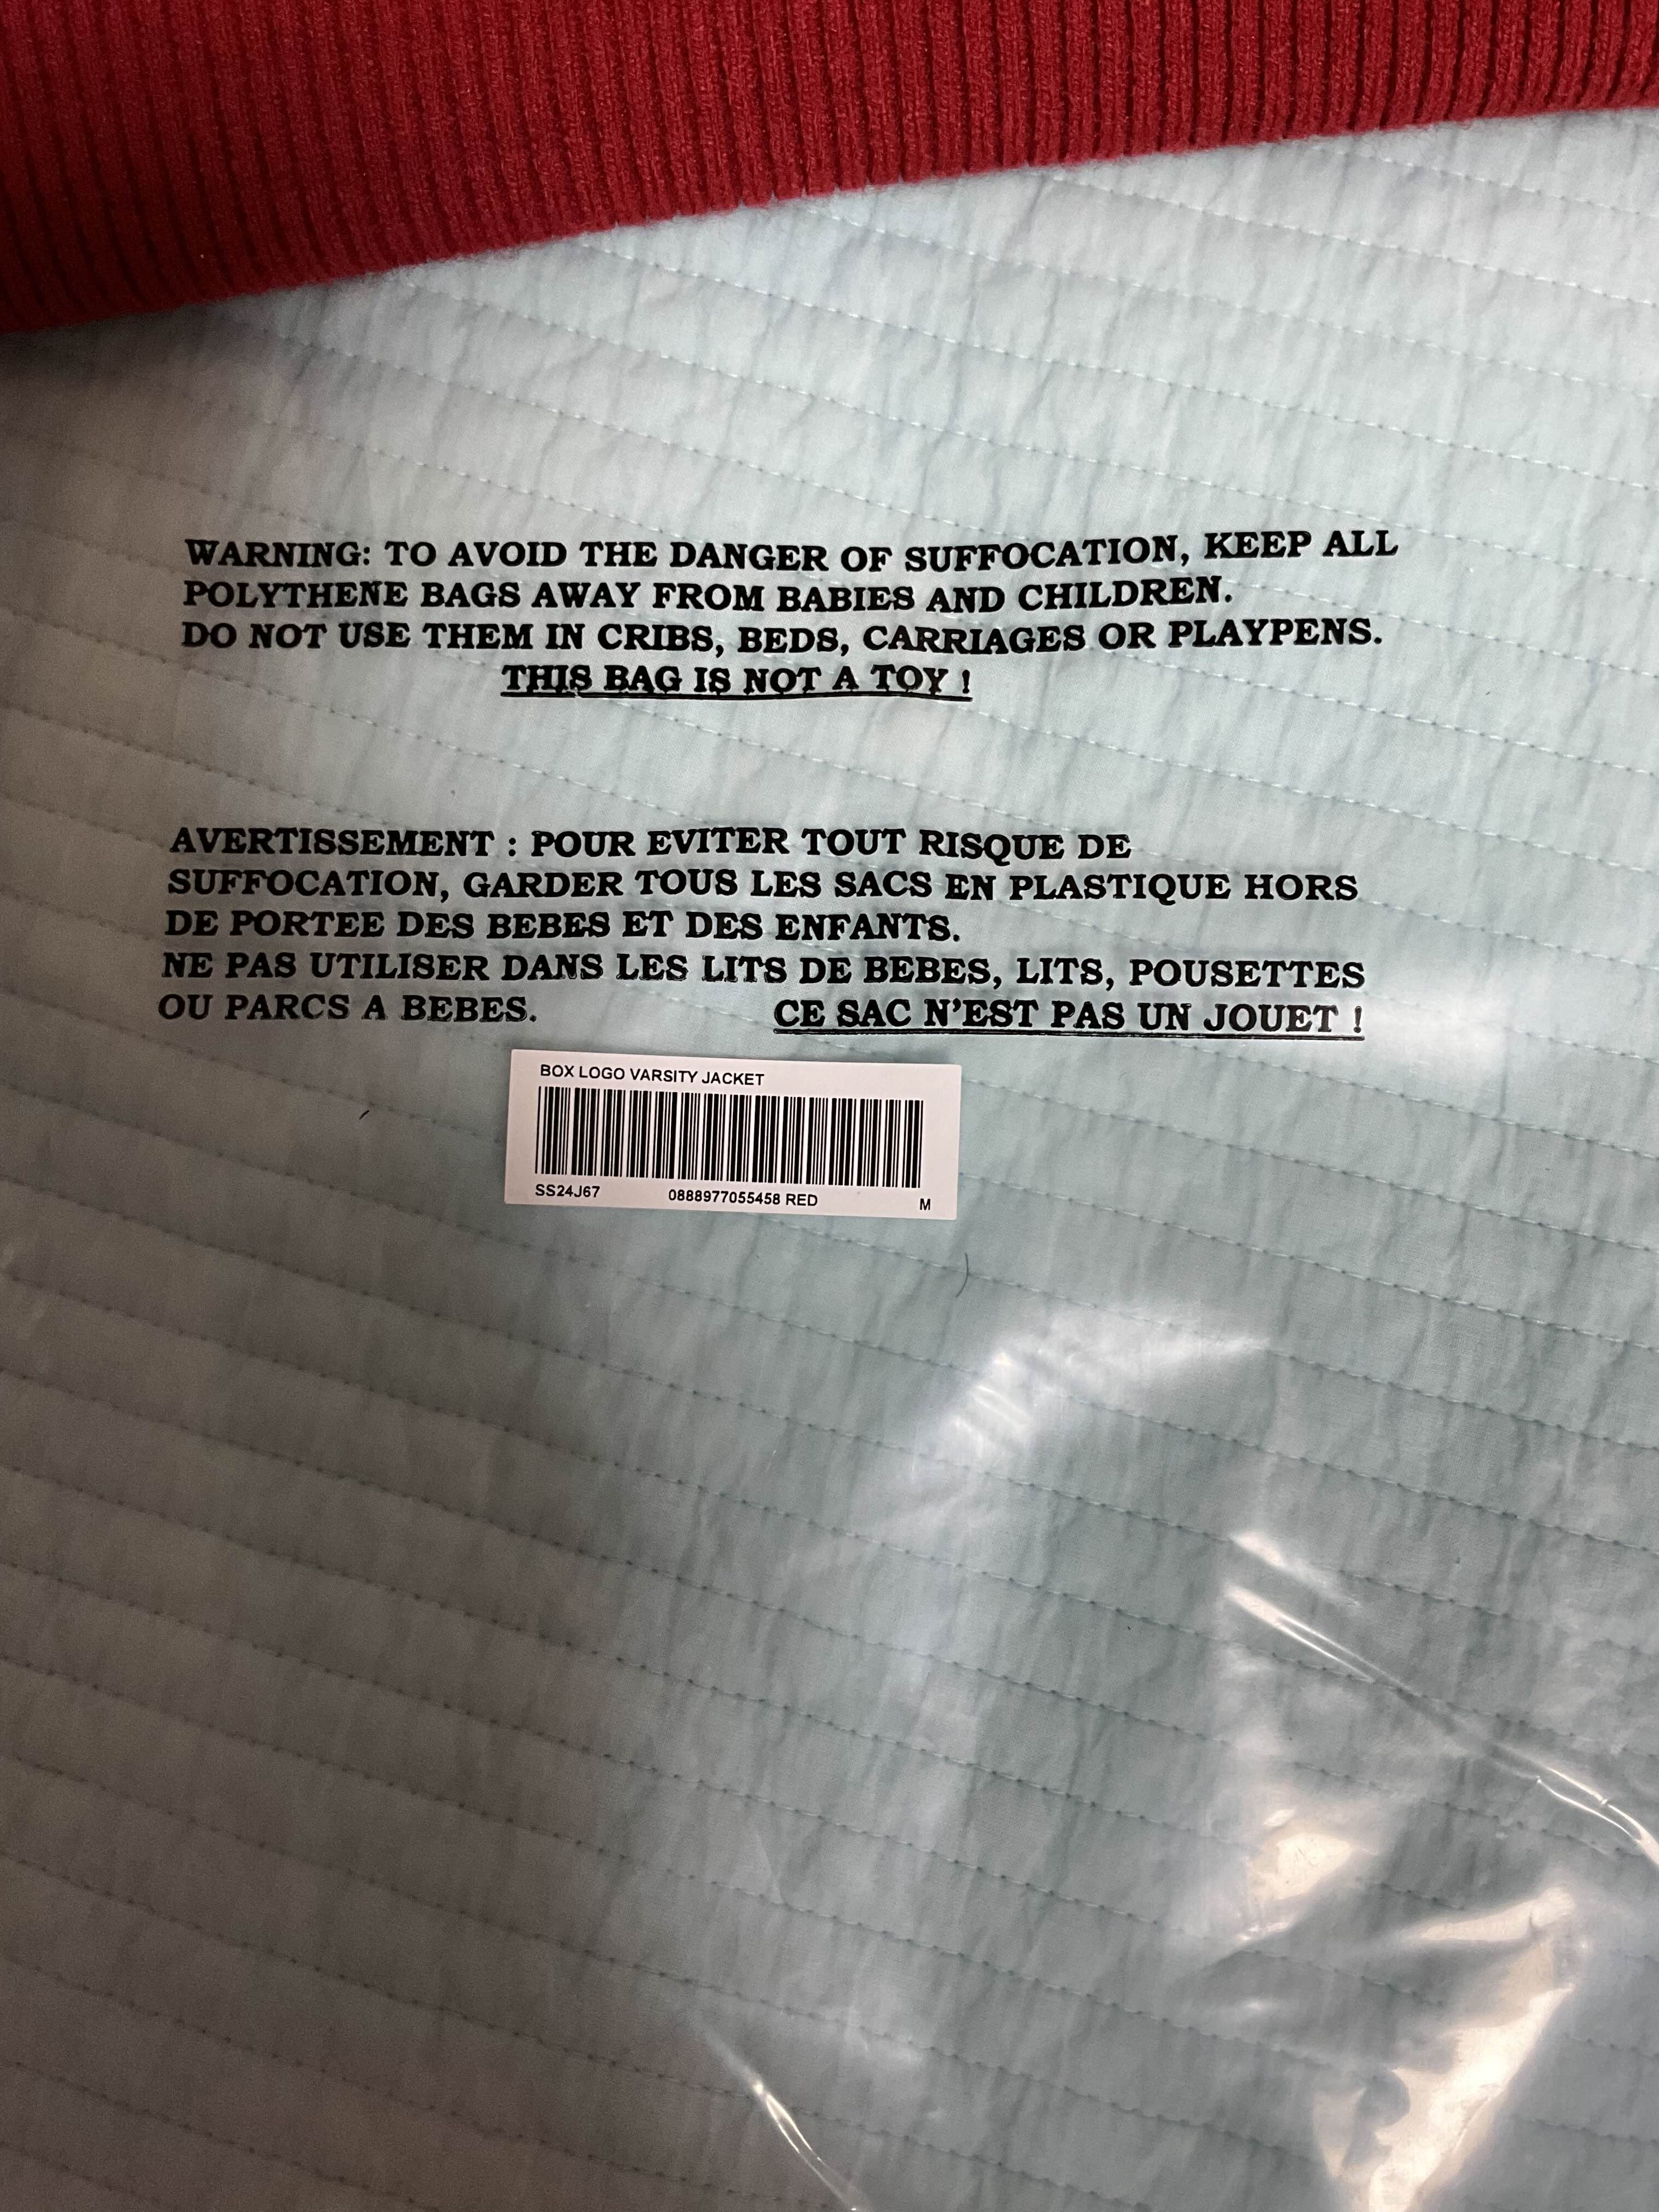 WARNING: TO AVOID THE DANGER OF SUFFOCATION, KEEP ALL
POLYTHENE BAGS AWAY FROM BABIES AND CHILDREN.
DO NOT USE THEM IN CRIBS, BEDS, CARRIAGES OR PLAYPENS.
THIS BAG IS NOT A TOY !
AVERTISSEMENT : POUR EVITER TOUT RISQUE DE
SUFFOCATION, GARDER TOUS LES SACS EN PLASTIQUE HORS
DE PORTEE DES BEBES ET DES ENFANTS.
NE PAS UTILISER DANS LES LITS DE BEBES, LITS, POUSETTES
OU PARCS A BEBES. CE SAC N'EST PAS UN JOUET !
BOX LOGO VARSITY JACKET
SS24J67 0888977055458 RED M